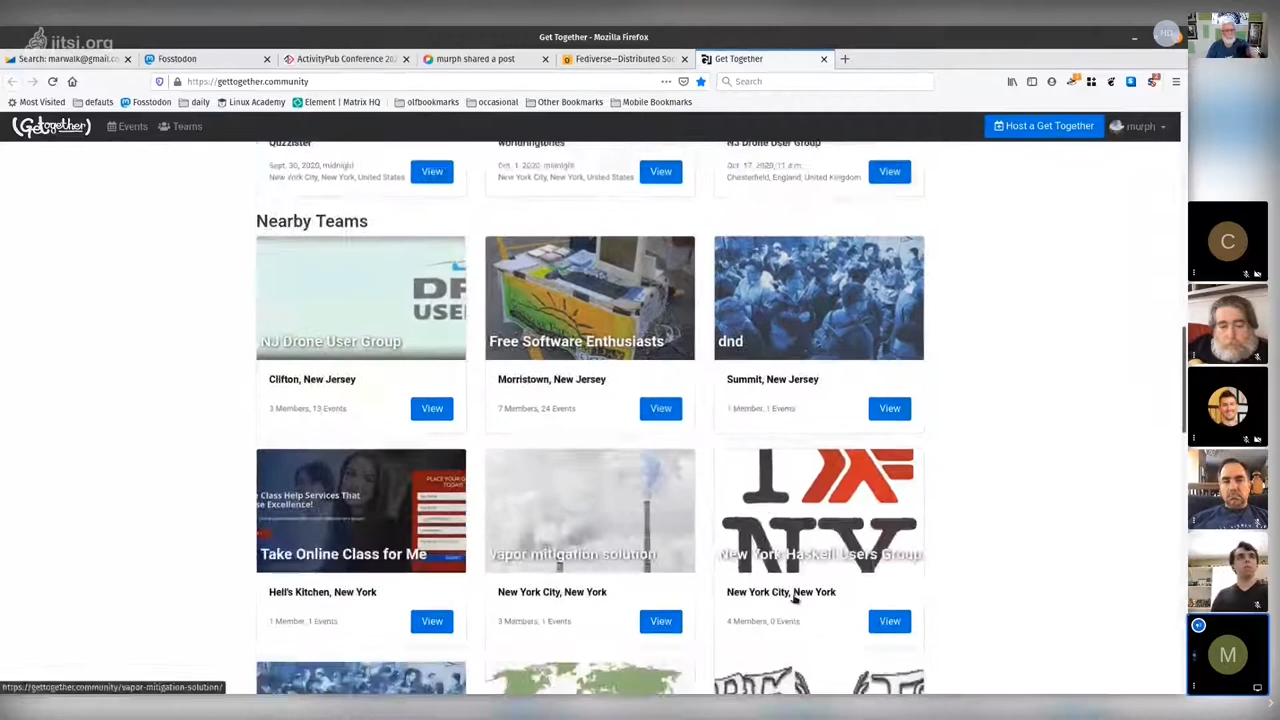 jitsi.org
Get Together - Mozilla Firefox
HD
Search: marwalk@gmail.c
Fosstodon
ActivityPub Conference 202
murph shared a post
Fediverse—Distributed Soc
Get Together
https://gettogether.community
Search
Most Visited
defauts
Fosstodon
daily
Linux Academy
Element | Matrix HQ
olfbookmarks
occasional
Other Bookmarks
Mobile Bookmarks
GetTogether
Events
Teams
Host a Get Together
murph
Quzzister
worldringtones
NJ Drone User Group
Sept. 30, 2020, midnight
New York City, New York, United States
View
Oct. 1, 2020, midnight
New York City, New York, United States
View
Oct. 17, 2020, 11 a.m.
Chesterfield, England, United Kingdom
View
Nearby Teams
NJ Drone User Group
Free Software Enthusiasts
dnd
Clifton, New Jersey
Morristown, New Jersey
Summit, New Jersey
3 Members, 13 Events
View
7 Members, 24 Events
View
1 Member, 1 Events
View
Class Help Services That
se Excellence!
Take Online Class for Me
vapor mitigation solution
I
NY
New York Haskell Users Group
Hell's Kitchen, New York
New York City, New York
New York City, New York
1 Member, 1 Events
View
3 Members, 1 Events
View
4 Members, 0 Events
View
https://gettogether.community/vapor-mitigation-solution/
C
M